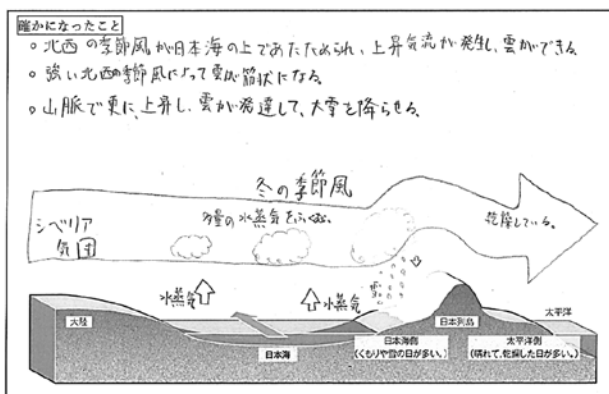 確かになったこと
○ 北西の季節風が日本海の上であたためられ、上昇気流が発生し、雲ができる。
○ 強い北西の季節風によって雲が筋状になる。
○ 山脈で更に、上昇し、雲が発達して、大雪を降らせる。
冬の季節風
シベリア
気団
多量の水蒸気をふくむ。
乾燥している。
水蒸気
水蒸気
雪
大陸
日本海
日本列島
太平洋
日本海側
(くもりや雪の日が多い。)
太平洋側
(晴れて、乾燥した日が多い。)